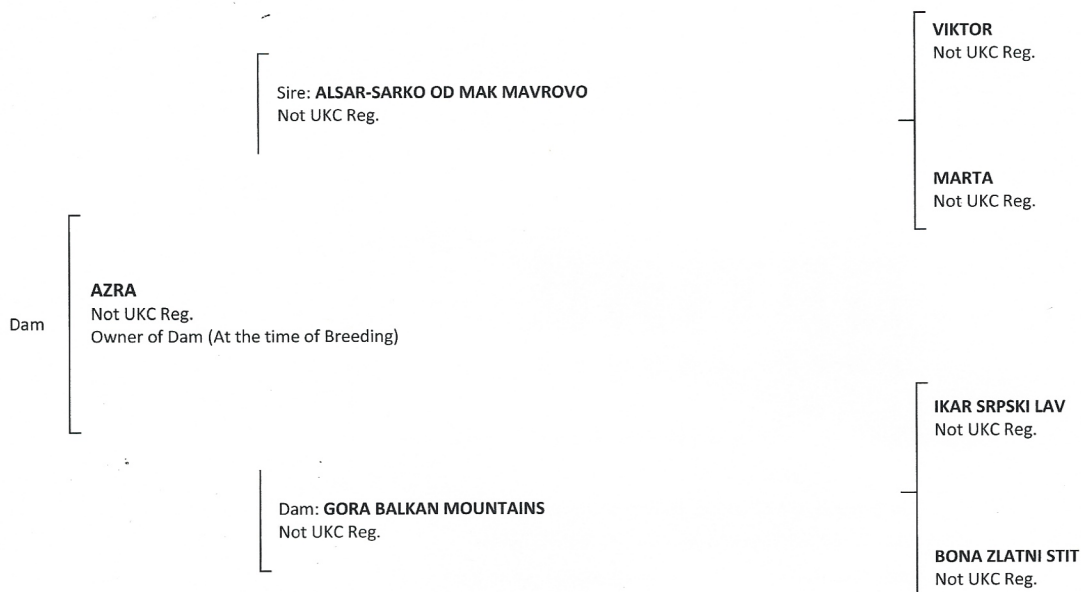 VIKTOR
Not UKC Reg.
Sire: ALSAR-SARKO OD MAK MAVROVO
Not UKC Reg.
MARTA
Not UKC Reg.
Dam
AZRA
Not UKC Reg.
Owner of Dam (At the time of Breeding)
IKAR SRPSKI LAV
Not UKC Reg.
Dam: GORA BALKAN MOUNTAINS
Not UKC Reg.
BONA ZLATNI STIT
Not UKC Reg.